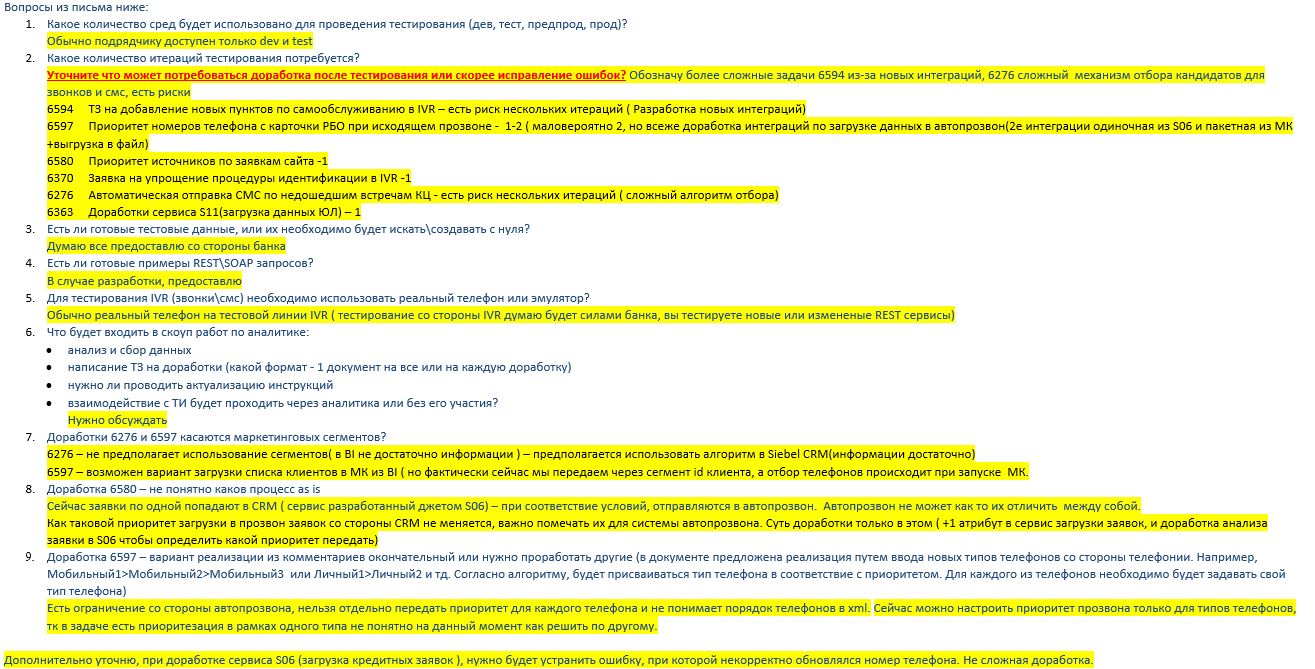 Вопросы из письма ниже:
1. Какое количество сред будет использовано для проведения тестирования (дев, тест, предпрод, прод)?
Обычно подрядчику доступен только dev и test
2. Какое количество итераций тестирования потребуется?
Уточните что может потребоваться доработка после тестирования или скорее исправление ошибок? Обозначу более сложные задачи 6594 из-за новых интеграций, 6276 сложный механизм отбора кандидатов для
звонков и смс, есть риски
6594 ТЗ на добавление новых пунктов по самообслуживанию в IVR – есть риск нескольких итераций ( Разработка новых интеграций)
6597 Приоритет номеров телефона с карточки РБО при исходящем прозвоне - 1-2 ( маловероятно 2, но всеже доработка интеграций по загрузке данных в автопрозвон(2е интеграции одиночная из S06 и пакетная из МК
+выгрузка в файл)
6580 Приоритет источников по заявкам сайта -1
6370 Заявка на упрощение процедуры идентификации в IVR -1
6276 Автоматическая отправка СМС по недошедшим встречам КЦ - есть риск нескольких итераций ( сложный алгоритм отбора)
6363 Доработки сервиса S11(загрузка данных ЮЛ) – 1
3. Есть ли готовые тестовые данные, или их необходимо будет искать\создавать с нуля?
Думаю все предоставлю со стороны банка
4. Есть ли готовые примеры REST\SOAP запросов?
В случае разработки, предоставлю
5. Для тестирования IVR (звонки\смс) необходимо использовать реальный телефон или эмулятор?
Обычно реальный телефон на тестовой линии IVR ( тестирование со стороны IVR думаю будет силами банка, вы тестируете новые или измененые REST сервисы)
6. Что будет входить в скоуп работ по аналитике:
• анализ и сбор данных
• написание ТЗ на доработки (какой формат - 1 документ на все или на каждую доработку)
• нужно ли проводить актуализацию инструкций
• взаимодействие с ТИ будет проходить через аналитика или без его участия?
Нужно обсуждать
7. Доработки 6276 и 6597 касаются маркетинговых сегментов?
6276 – не предполагает использование сегментов( в BI не достаточно информации ) – предполагается использовать алгоритм в Siebel CRM(информации достаточно)
6597 – возможен вариант загрузки списка клиентов в МК из BI ( но фактически сейчас мы передаем через сегмент id клиента, а отбор телефонов происходит при запуске МК.
8. Доработка 6580 – не понятно каков процесс as is
Сейчас заявки по одной попадают в CRM ( сервис разработанный джетом S06) – при соответствие условий, отправляются в автопрозвон. Автопрозвон не может как то их отличить между собой.
Как таковой приоритет загрузки в прозвон заявок со стороны CRM не меняется, важно помечать их для системы автопрозвона. Суть доработки только в этом ( +1 атрибут в сервис загрузки заявок, и доработка анализа
заявки в S06 чтобы определить какой приоритет передать)
9. Доработка 6597 – вариант реализации из комментариев окончательный или нужно проработать другие (в документе предложена реализация путем ввода новых типов телефонов со стороны телефонии. Например,
Мобильный1>Мобильный2>Мобильный3 или Личный1>Личный2 и тд. Согласно алгоритму, будет присваиваться тип телефона в соответствие с приоритетом. Для каждого из телефонов необходимо будет задавать свой
тип телефона)
Есть ограничение со стороны автопрозвона, нельзя отдельно передать приоритет для каждого телефона и не понимает порядок телефонов в xml. Сейчас можно настроить приоритет прозвона только для типов телефонов,
тк в задаче есть приоритезация в рамках одного типа не понятно на данный момент как решить по другому.
Дополнительно уточню, при доработке сервиса S06 (загрузка кредитных заявок ), нужно будет устранить ошибку, при которой некорректно обновлялся номер телефона. Не сложная доработка.